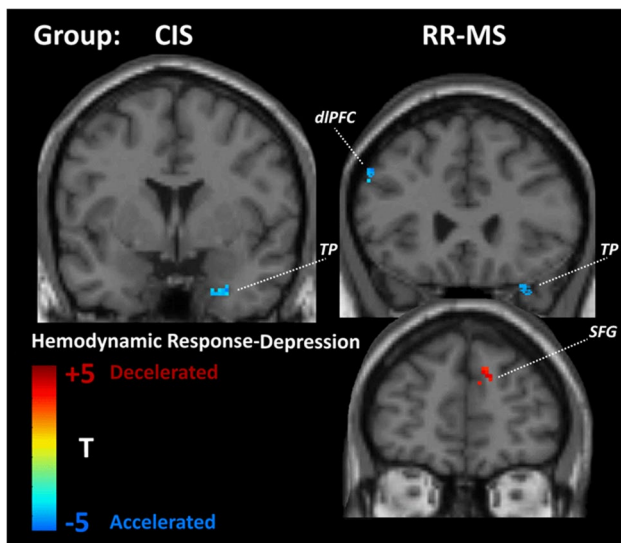 Group: CIS RR-MS
dlPFC
TP
TP
Hemodynamic Response-Depression
SFG
+5 Decelerated
T
-5 Accelerated